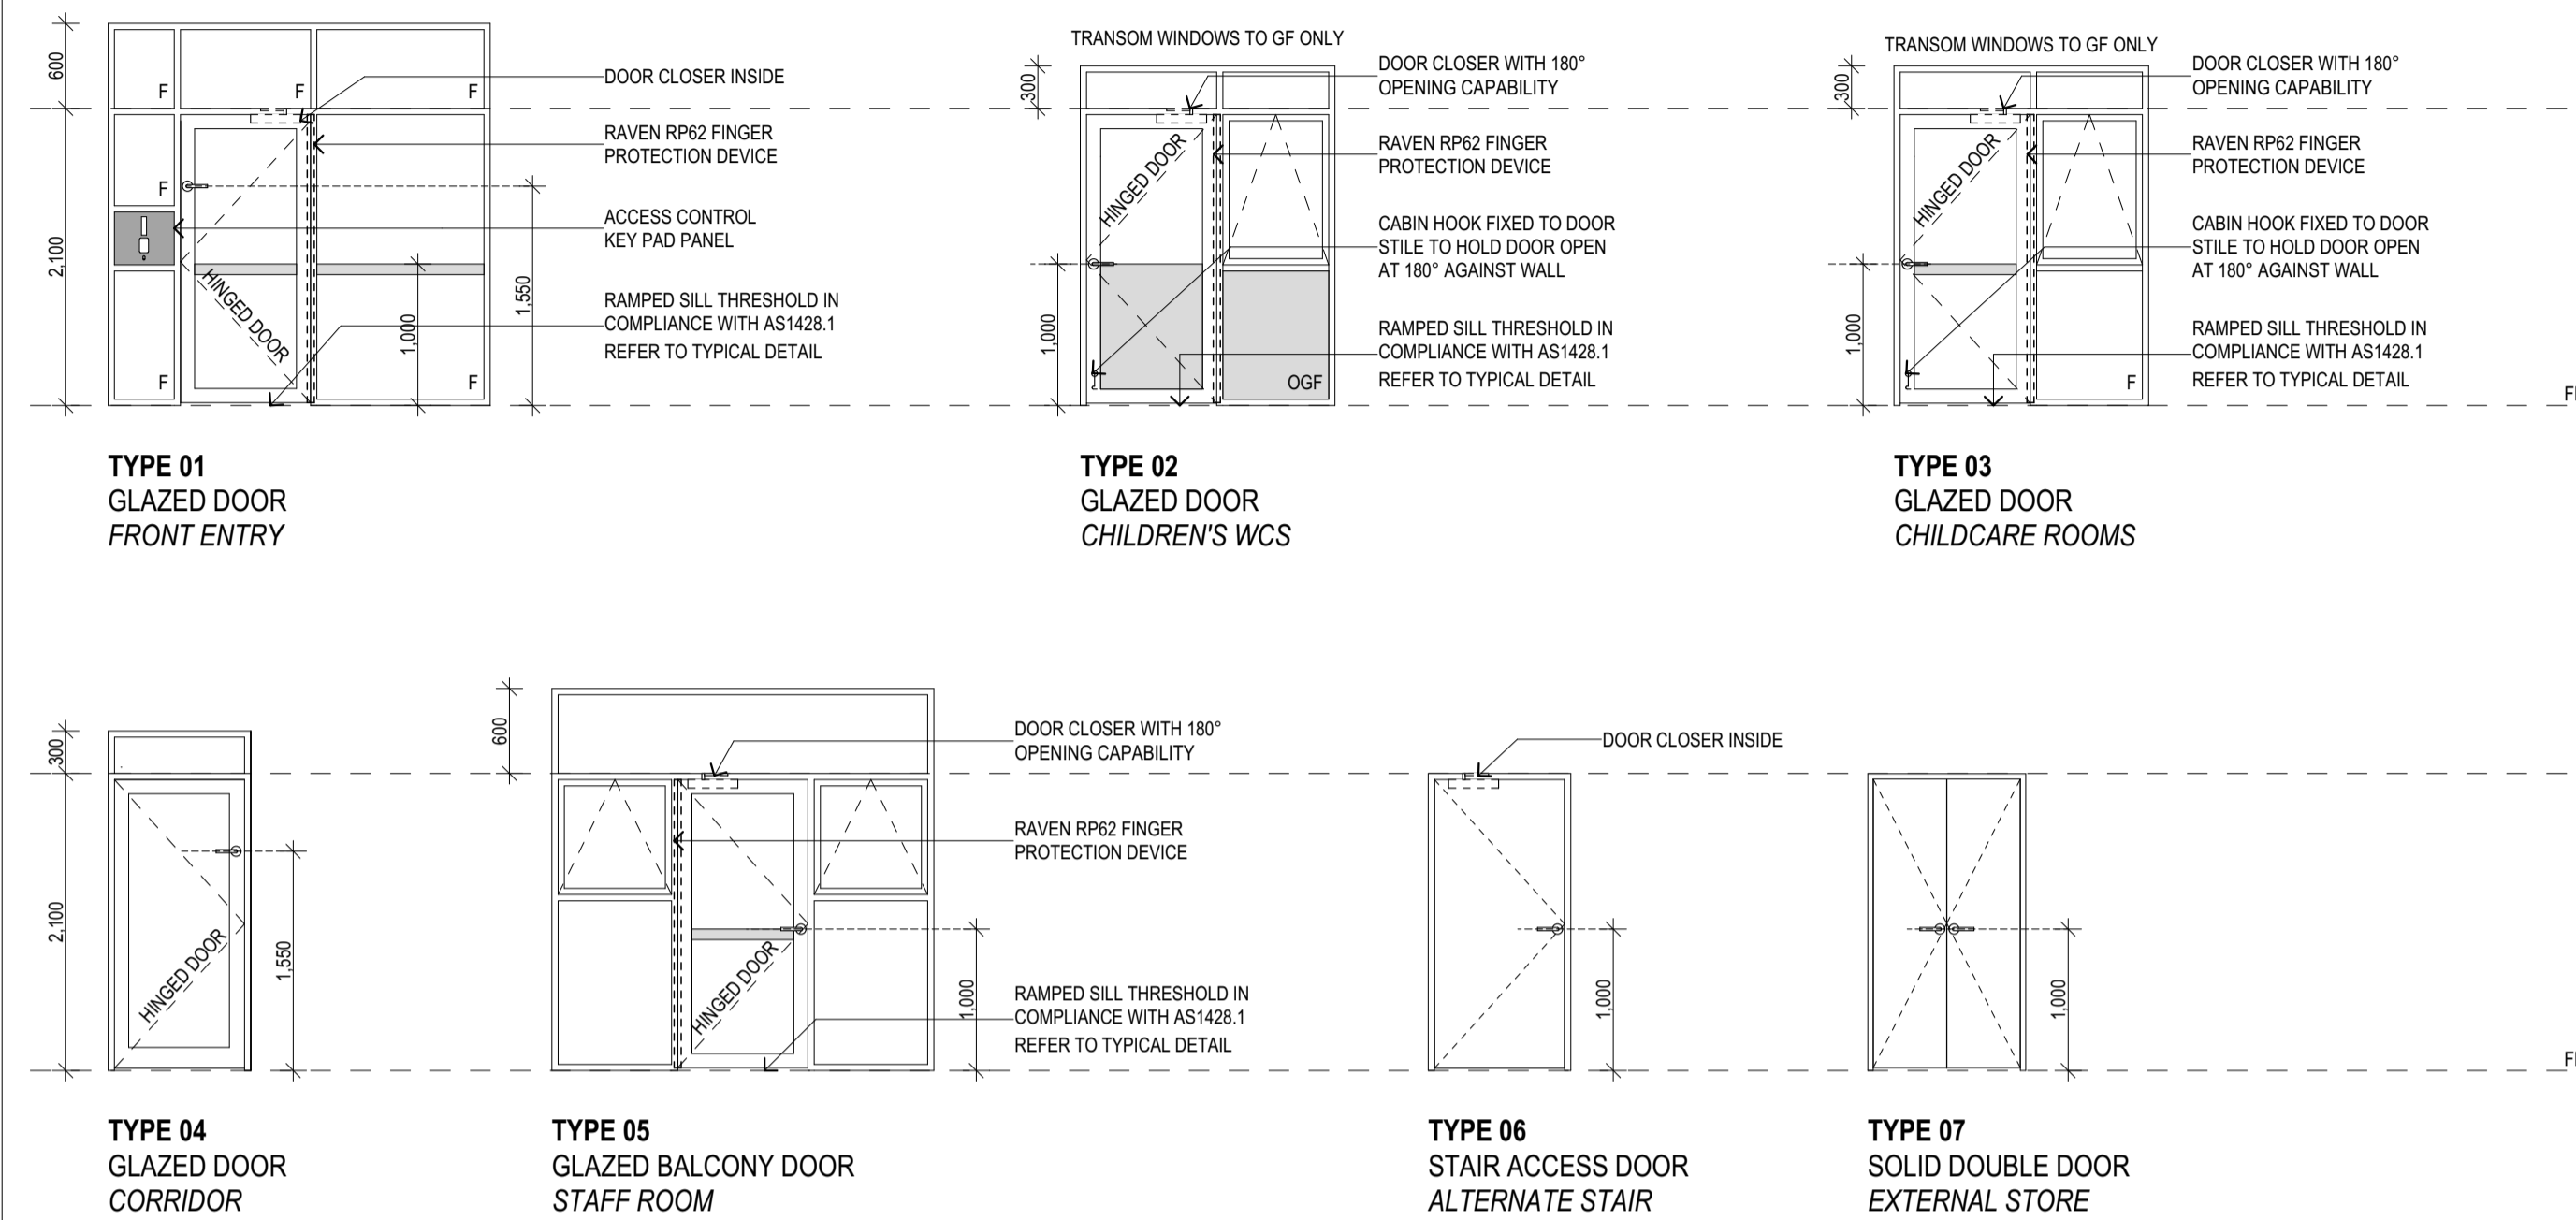 600
2,100
F
F
F
F
F
F
HINGED DOOR
1,000
1,550
DOOR CLOSER INSIDE
RAVEN RP62 FINGER
PROTECTION DEVICE
ACCESS CONTROL
KEY PAD PANEL
RAMPED SILL THRESHOLD IN
COMPLIANCE WITH AS1428.1
REFER TO TYPICAL DETAIL
TYPE 01
GLAZED DOOR
FRONT ENTRY
TRANSOM WINDOWS TO GF ONLY
300
1,000
HINGED DOOR
OGF
DOOR CLOSER WITH 180°
OPENING CAPABILITY
RAVEN RP62 FINGER
PROTECTION DEVICE
CABIN HOOK FIXED TO DOOR
STILE TO HOLD DOOR OPEN
AT 180° AGAINST WALL
RAMPED SILL THRESHOLD IN
COMPLIANCE WITH AS1428.1
REFER TO TYPICAL DETAIL
TYPE 02
GLAZED DOOR
CHILDREN'S WCS
TRANSOM WINDOWS TO GF ONLY
300
1,000
HINGED DOOR
F
DOOR CLOSER WITH 180°
OPENING CAPABILITY
RAVEN RP62 FINGER
PROTECTION DEVICE
CABIN HOOK FIXED TO DOOR
STILE TO HOLD DOOR OPEN
AT 180° AGAINST WALL
RAMPED SILL THRESHOLD IN
COMPLIANCE WITH AS1428.1
REFER TO TYPICAL DETAIL
TYPE 03
GLAZED DOOR
CHILDCARE ROOMS
300
2,100
HINGED DOOR
1,550
TYPE 04
GLAZED DOOR
CORRIDOR
600
HINGED DOOR
1,000
DOOR CLOSER WITH 180°
OPENING CAPABILITY
RAVEN RP62 FINGER
PROTECTION DEVICE
RAMPED SILL THRESHOLD IN
COMPLIANCE WITH AS1428.1
REFER TO TYPICAL DETAIL
TYPE 05
GLAZED BALCONY DOOR
STAFF ROOM
DOOR CLOSER INSIDE
1,000
TYPE 06
STAIR ACCESS DOOR
ALTERNATE STAIR
1,000
TYPE 07
SOLID DOUBLE DOOR
EXTERNAL STORE